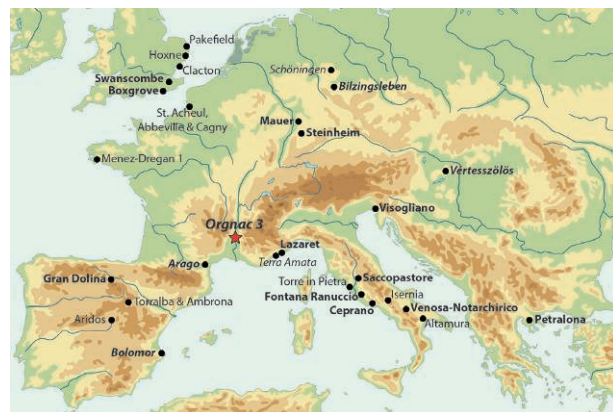 Pakefield
Hoxne
Clacton
Swanscombe
Boxgrove
Schöningen
Bilzingsleben
St. Acheul,
Abbeville & Cagny
Mauer
Steinheim
Menez-Dregan 1
Vértesszölös
Visogliano
Orgnac 3
Lazaret
Terra Amata
Arago
Gran Dolina
Saccopastore
Torre in Pietra
Fontana Ranuccio
Isernia
Torralba & Ambrona
Ceprano
Venosa-Notarchirico
Aridos
Altamura
Petralona
Bolomor